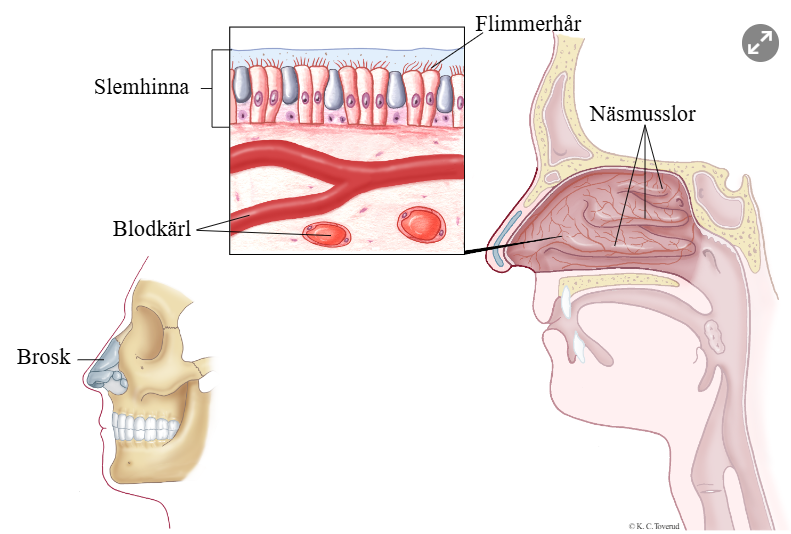 Flimmerhår
Slemhinna
Näsmusslor
Blodkärl
Brosk
© K. C. Toverud